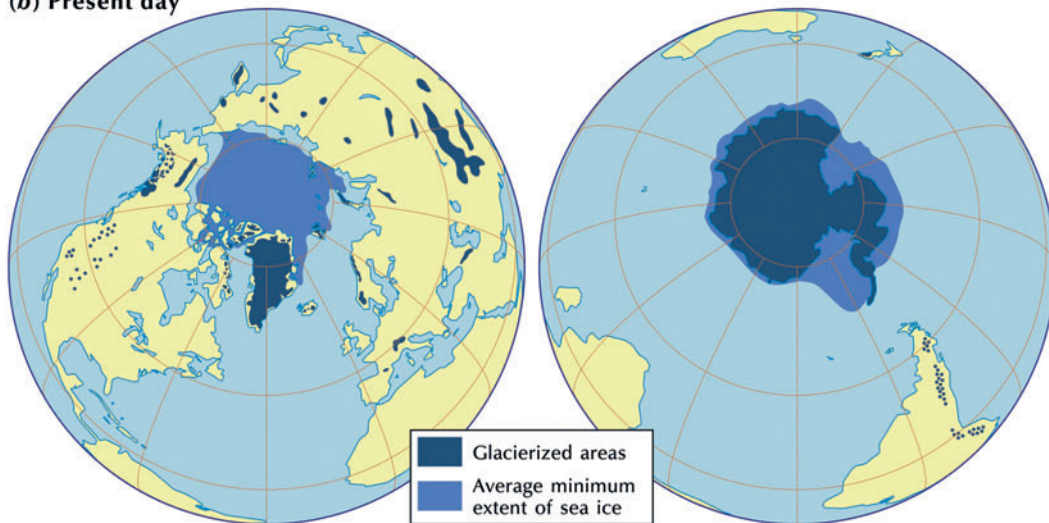 (b) Present day
Glacierized areas
Average minimum
extent of sea ice